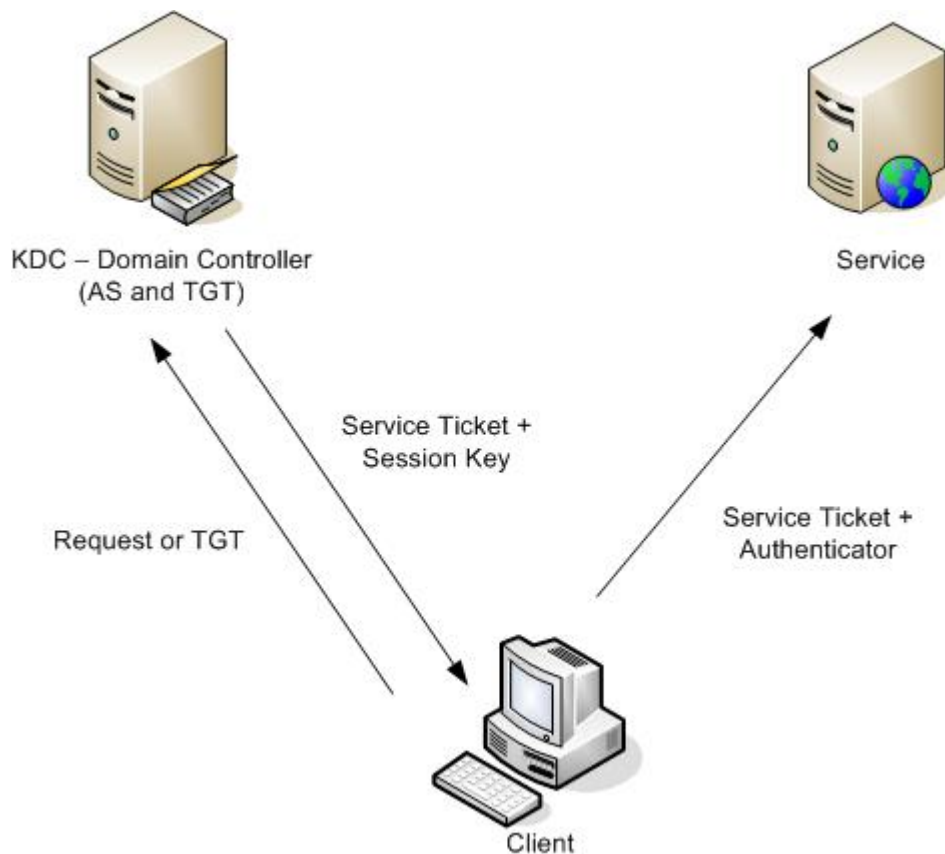 KDC – Domain Controller
(AS and TGT)
Service
Service Ticket +
Session Key
Request or TGT
Service Ticket +
Authenticator
Client